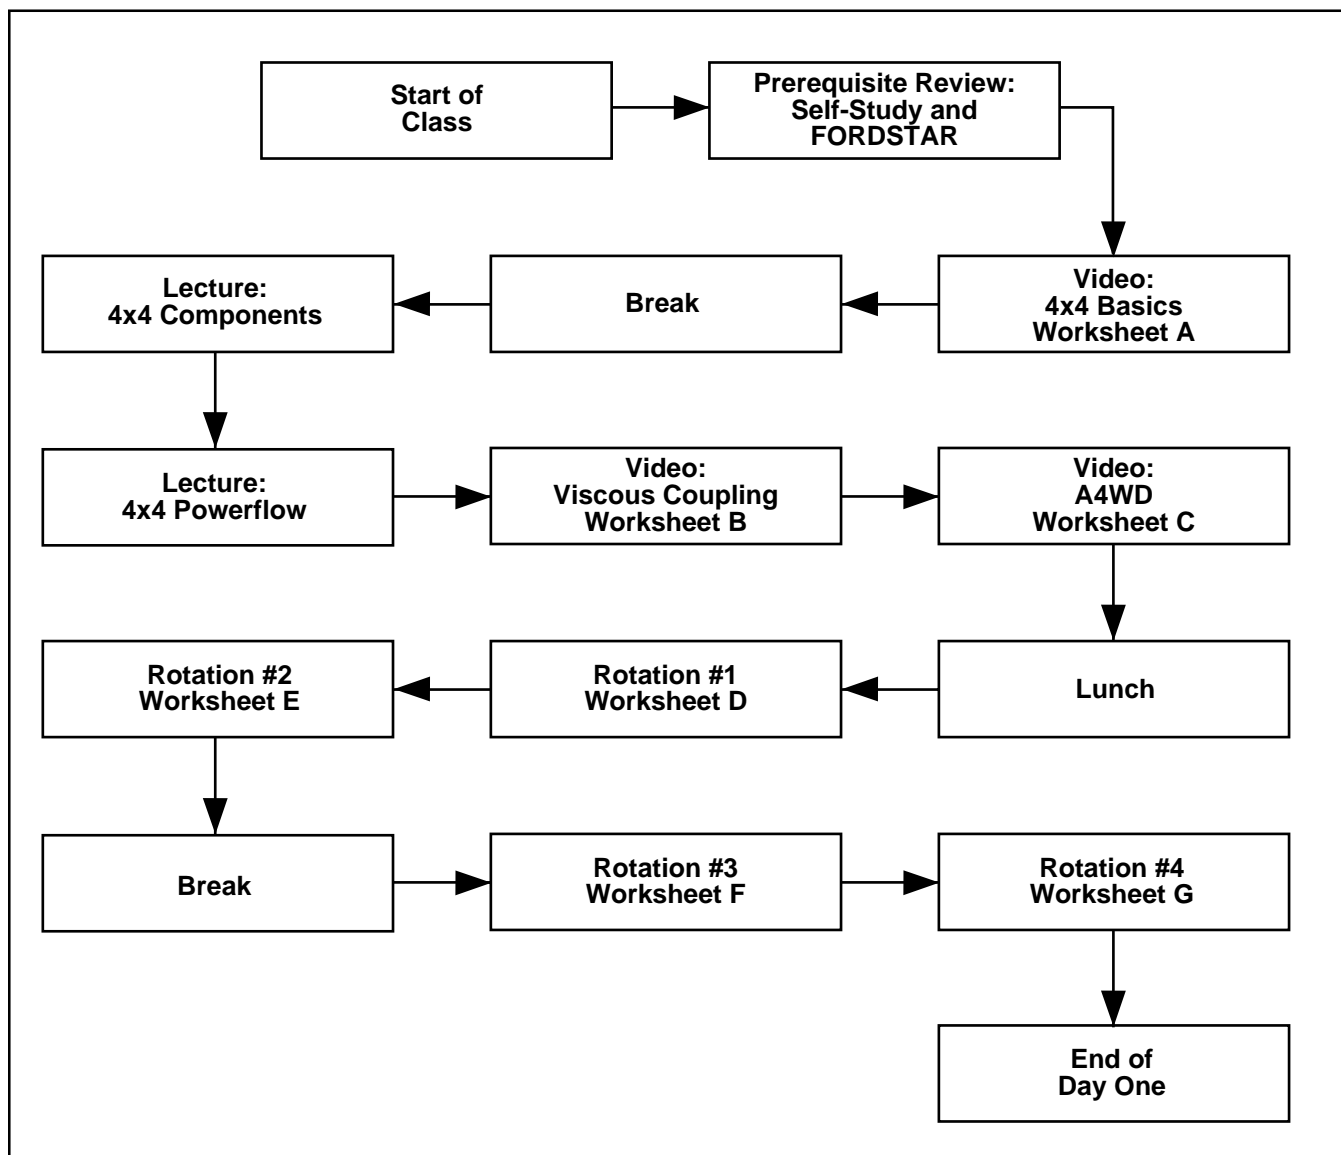 Start of
Class
Prerequisite Review:
Self-Study and
FORDSTAR
Video:
4x4 Basics
Worksheet A
Break
Lecture:
4x4 Components
Lecture:
4x4 Powerflow
Video:
Viscous Coupling
Worksheet B
Video:
A4WD
Worksheet C
Lunch
Rotation #1
Worksheet D
Rotation #2
Worksheet E
Break
Rotation #3
Worksheet F
Rotation #4
Worksheet G
End of
Day One